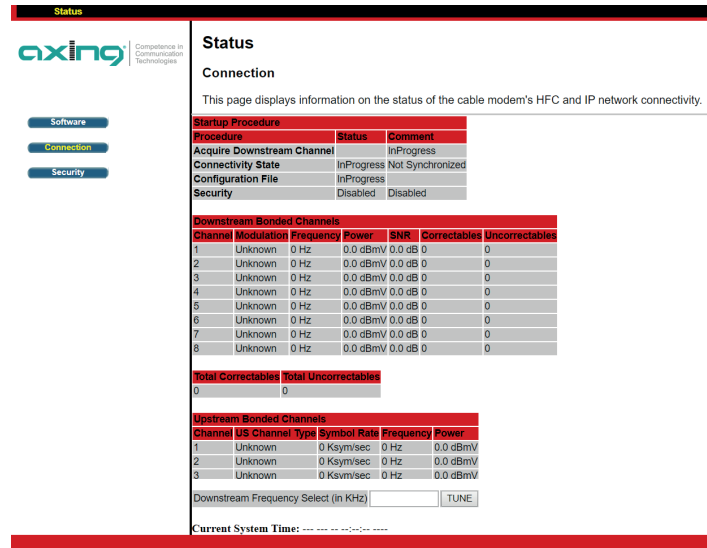 Status
axing
Competence in
Communication
Technologies
Software
Connection
Security
Status
Connection
This page displays information on the status of the cable modem's HFC and IP network connectivity.
Startup Procedure
Procedure Status Comment
Acquire Downstream Channel InProgress
Connectivity State InProgress Not Synchronized
Configuration File InProgress
Security Disabled Disabled
Downstream Bonded Channels
Channel Modulation Frequency Power SNR Correctables Uncorrectables
1 Unknown 0 Hz 0.0 dBmV 0.0 dB 0 0
2 Unknown 0 Hz 0.0 dBmV 0.0 dB 0 0
3 Unknown 0 Hz 0.0 dBmV 0.0 dB 0 0
4 Unknown 0 Hz 0.0 dBmV 0.0 dB 0 0
5 Unknown 0 Hz 0.0 dBmV 0.0 dB 0 0
6 Unknown 0 Hz 0.0 dBmV 0.0 dB 0 0
7 Unknown 0 Hz 0.0 dBmV 0.0 dB 0 0
8 Unknown 0 Hz 0.0 dBmV 0.0 dB 0 0
Total Correctables Total Uncorrectables
0 0
Upstream Bonded Channels
Channel US Channel Type Symbol Rate Frequency Power
1 Unknown 0 Ksym/sec 0 Hz 0.0 dBmV
2 Unknown 0 Ksym/sec 0 Hz 0.0 dBmV
3 Unknown 0 Ksym/sec 0 Hz 0.0 dBmV
Downstream Frequency Select (in KHz) TUNE
Current System Time: --- --- -- --:--:-- ----